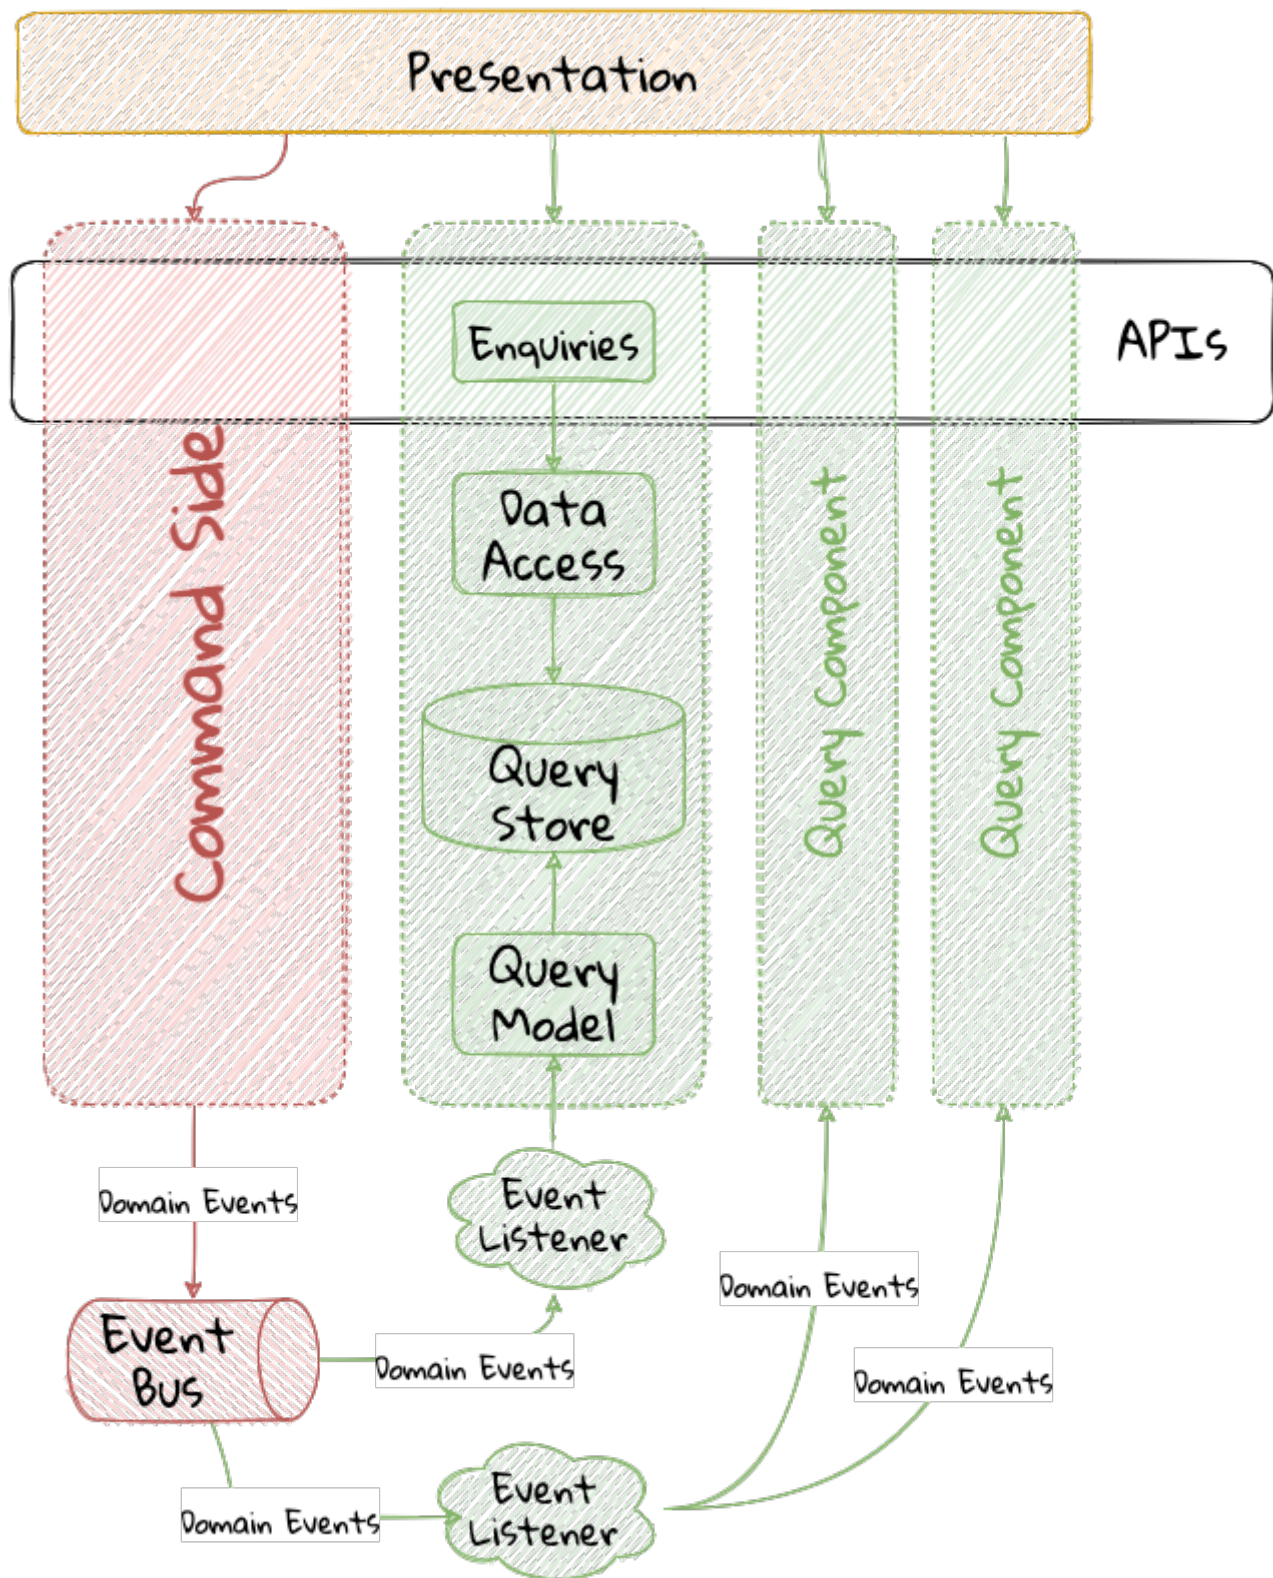 Presentation
APIs
Enquiries
Data
Access
Query
Store
Query
Model
Command Side
Query Component
Query Component
Domain Events
Event
Listener
Domain Events
Event
Bus
Domain Events
Domain Events
Event
Listener
Domain Events